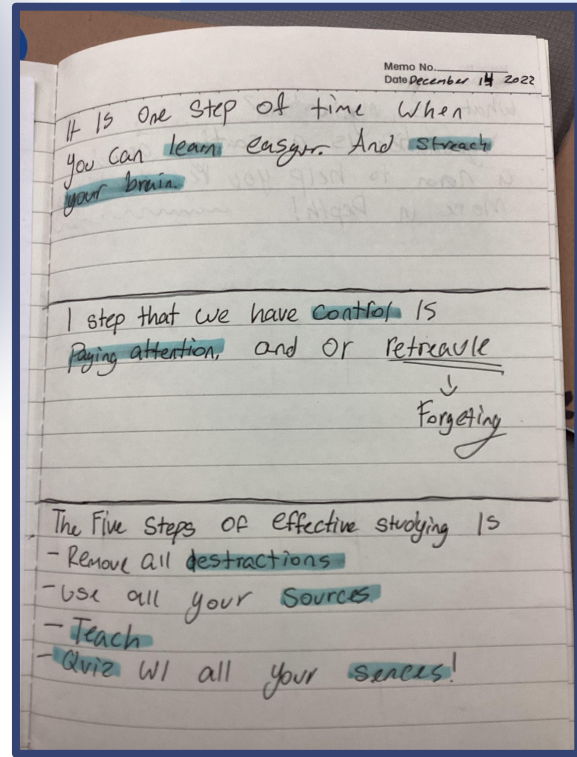 Memo No.
Date December 14 2022
It Is One Step of time When
you can learn easyur. And streach
your brain.
1 step that we have control Is
Paying attention, and or retreavle
↓
Forgeting
The Five Steps of effective studying Is
- Remove all destractions
- Use all your Sources
- Teach
- Quiz W/ all your sences!